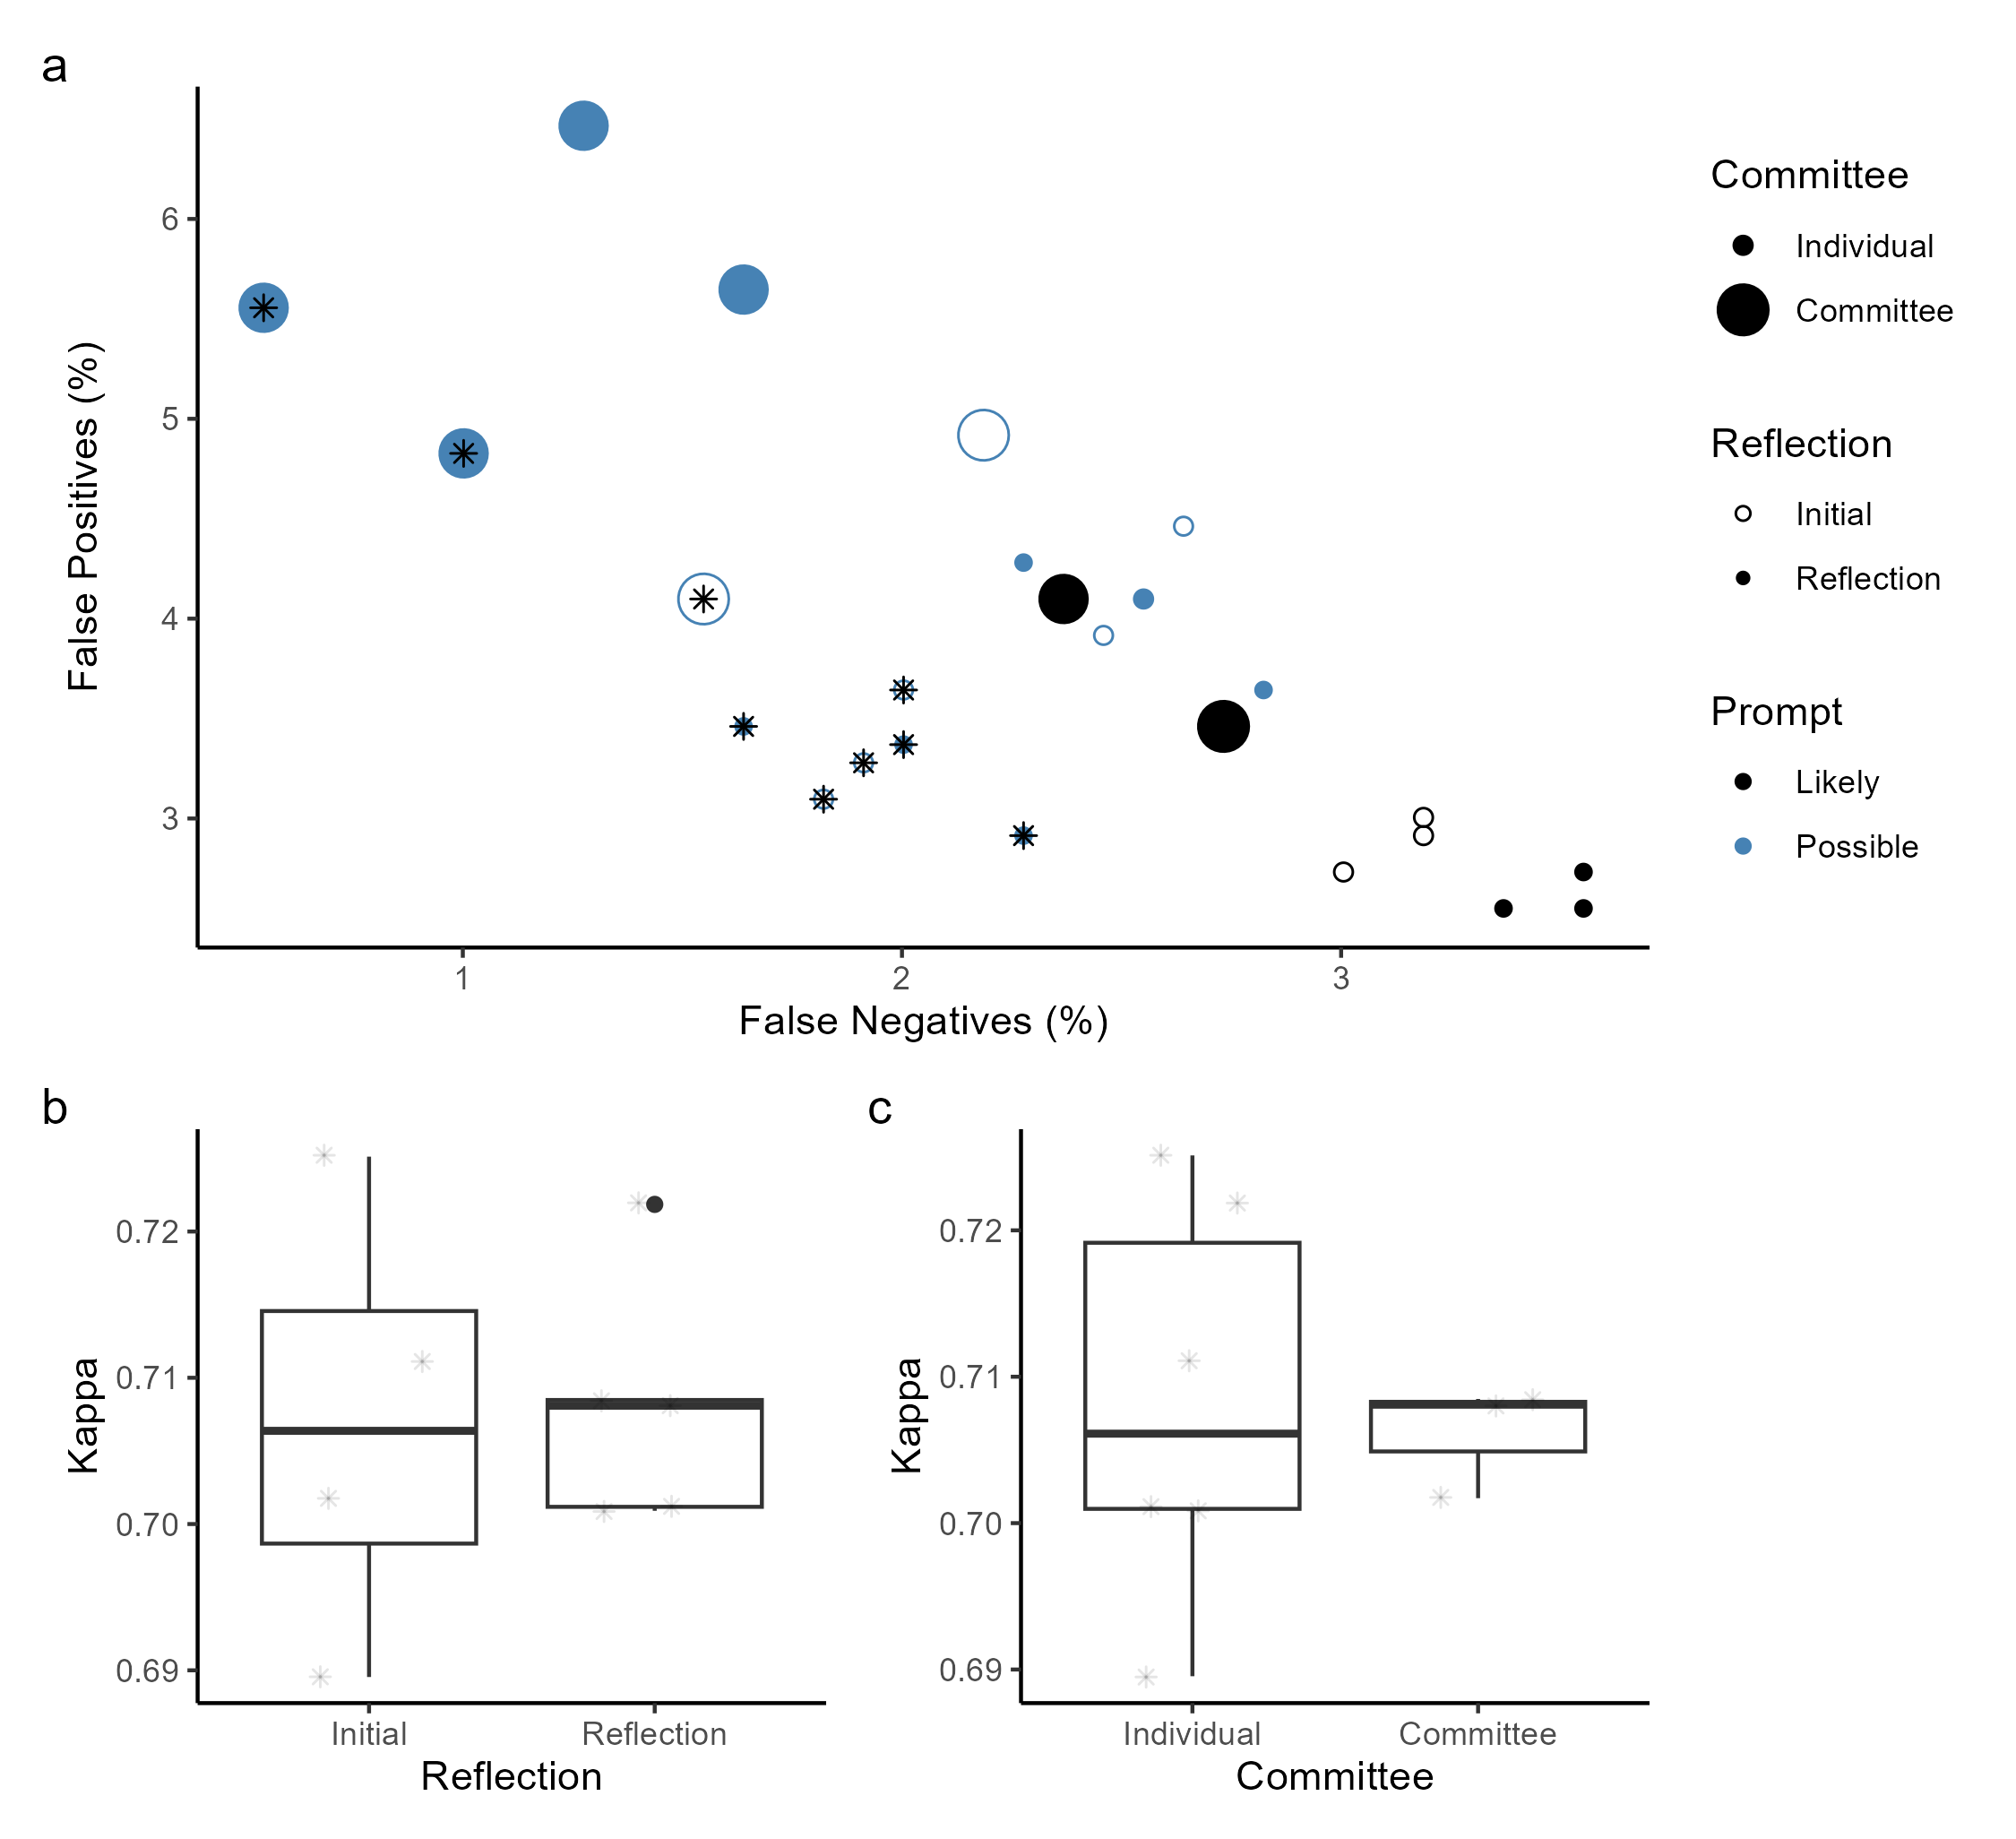 a
False Positives (%)
6
5
4
3
1
2
3
False Negatives (%)
Committee
Individual
Committee
Reflection
Initial
Reflection
Prompt
Likely
Possible
b
Kappa
0.72
0.71
0.70
0.69
Initial
Reflection
Reflection
c
Kappa
0.72
0.71
0.70
0.69
Individual
Committee
Committee